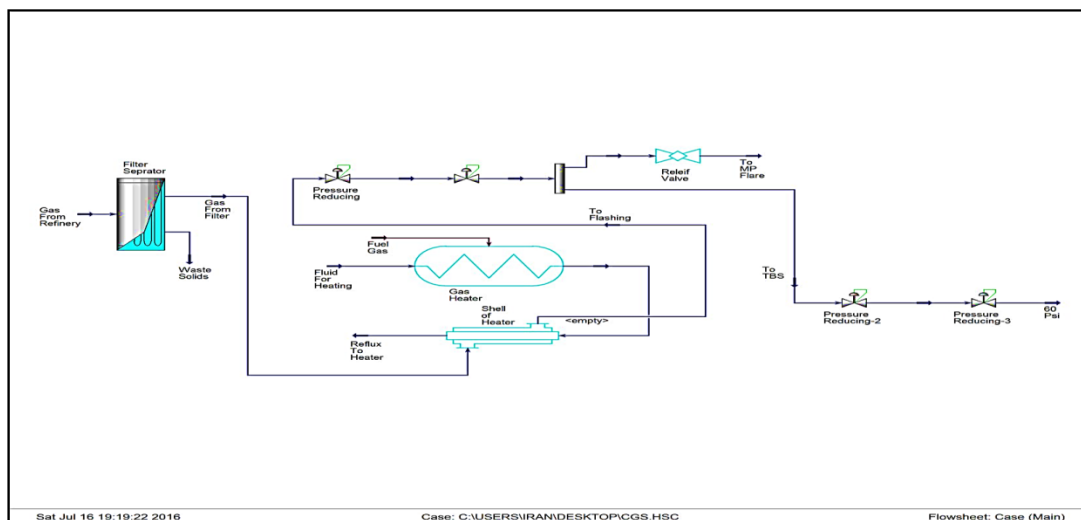 Filter
Seprator
Gas
From
Refinery
Gas
From
Filter
Waste
Solids
Pressure
Reducing
Releif
Valve
To
MP
Flare
To
Flashing
Fuel
Gas
Fluid
For
Heating
Gas
Heater
Shell
of
Heater
<empty>
Reflux
To
Heater
To
TBS
Pressure
Reducing-2
Pressure
Reducing-3
60
Psi
Sat Jul 16 19:19:22 2016
Case: C:\USERS\IRAN\DESKTOP\CGS.HSC
Flowsheet: Case (Main)